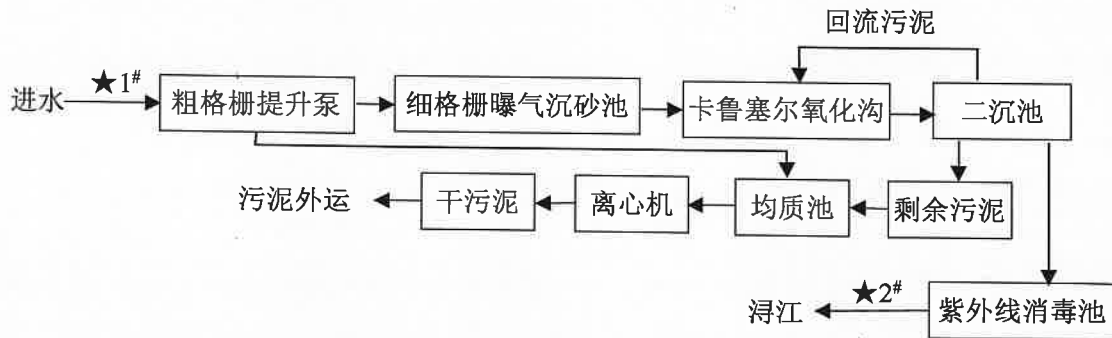 回流污泥
进水
★1#
粗格栅提升泵
细格栅曝气沉砂池
卡鲁塞尔氧化沟
二沉池
污泥外运
干污泥
离心机
均质池
剩余污泥
浔江
★2#
紫外线消毒池